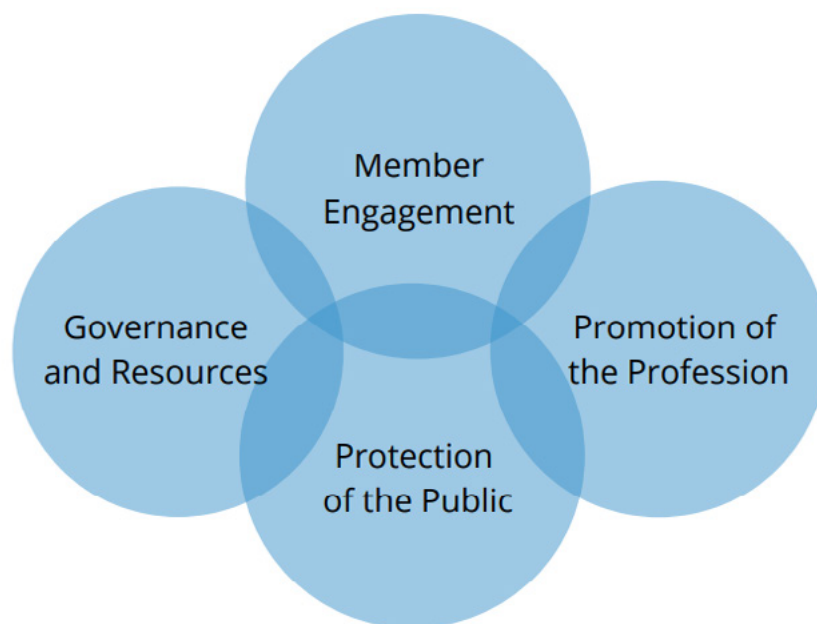 Member
Engagement
Governance
and Resources
Promotion of
the Profession
Protection
of the Public